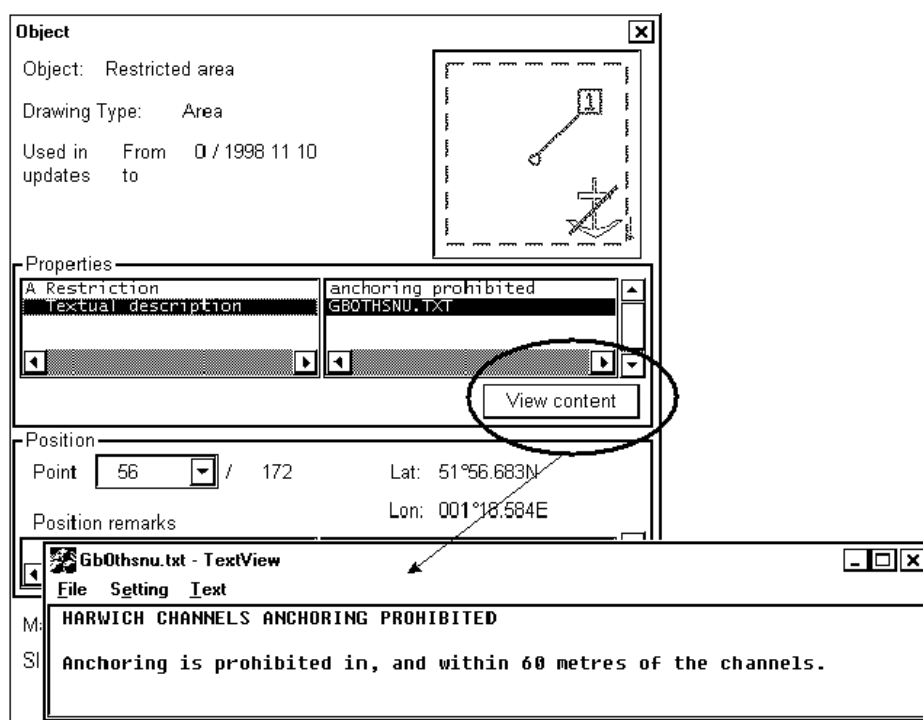 Object
Object: Restricted area
1
Drawing Type: Area
Used in From 0 / 1998 11 10
updates to
Properties
A Restriction anchoring prohibited
Textual description GB0THSNU.TXT
View content
Position
Point 56 / 172 Lat: 51°56.683N
Lon: 001°18.584E
Position remarks
Gb0thsnu.txt - TextView
File Setting Text
HARWICH CHANNELS ANCHORING PROHIBITED
Anchoring is prohibited in, and within 60 metres of the channels.